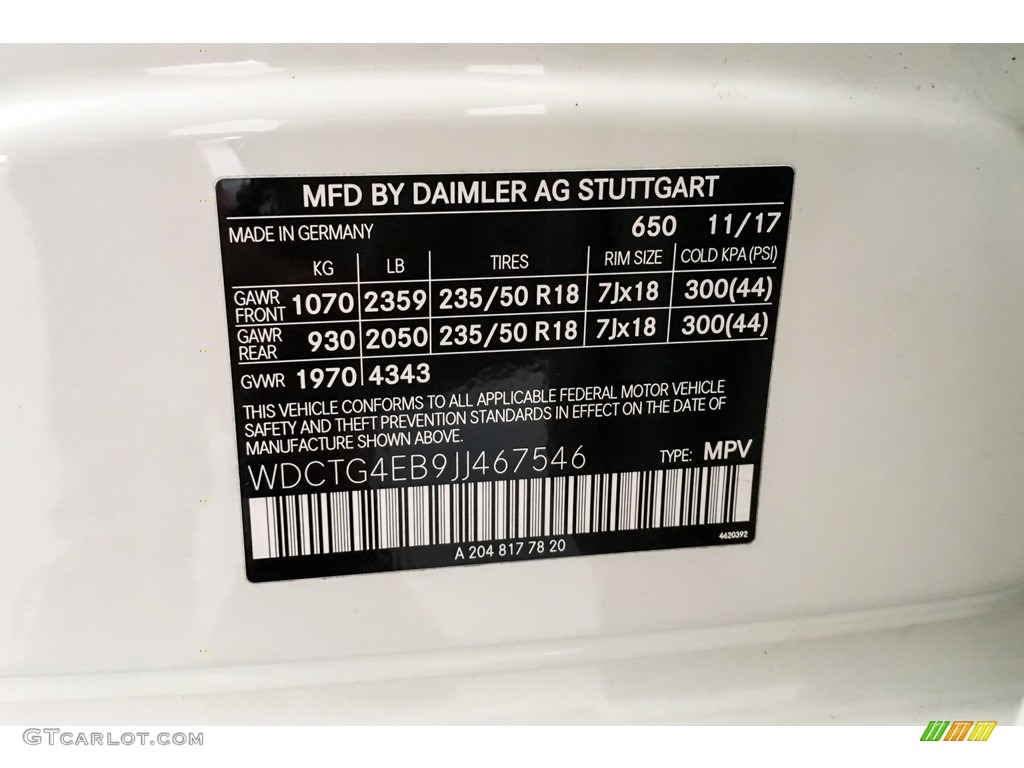 MFD BY DAIMLER AG STUTTGART
MADE IN GERMANY 650 11/17
KG LB TIRES RIM SIZE COLD KPA (PSI)
GAWR FRONT 1070 2359 235/50 R18 7Jx18 300(44)
GAWR REAR 930 2050 235/50 R18 7Jx18 300(44)
GVWR 1970 4343
THIS VEHICLE CONFORMS TO ALL APPLICABLE FEDERAL MOTOR VEHICLE
SAFETY AND THEFT PREVENTION STANDARDS IN EFFECT ON THE DATE OF
MANUFACTURE SHOWN ABOVE.
WDCTG4EB9JJ467546 TYPE: MPV
A 204 817 78 20 4620392
GTCARLOT.COM